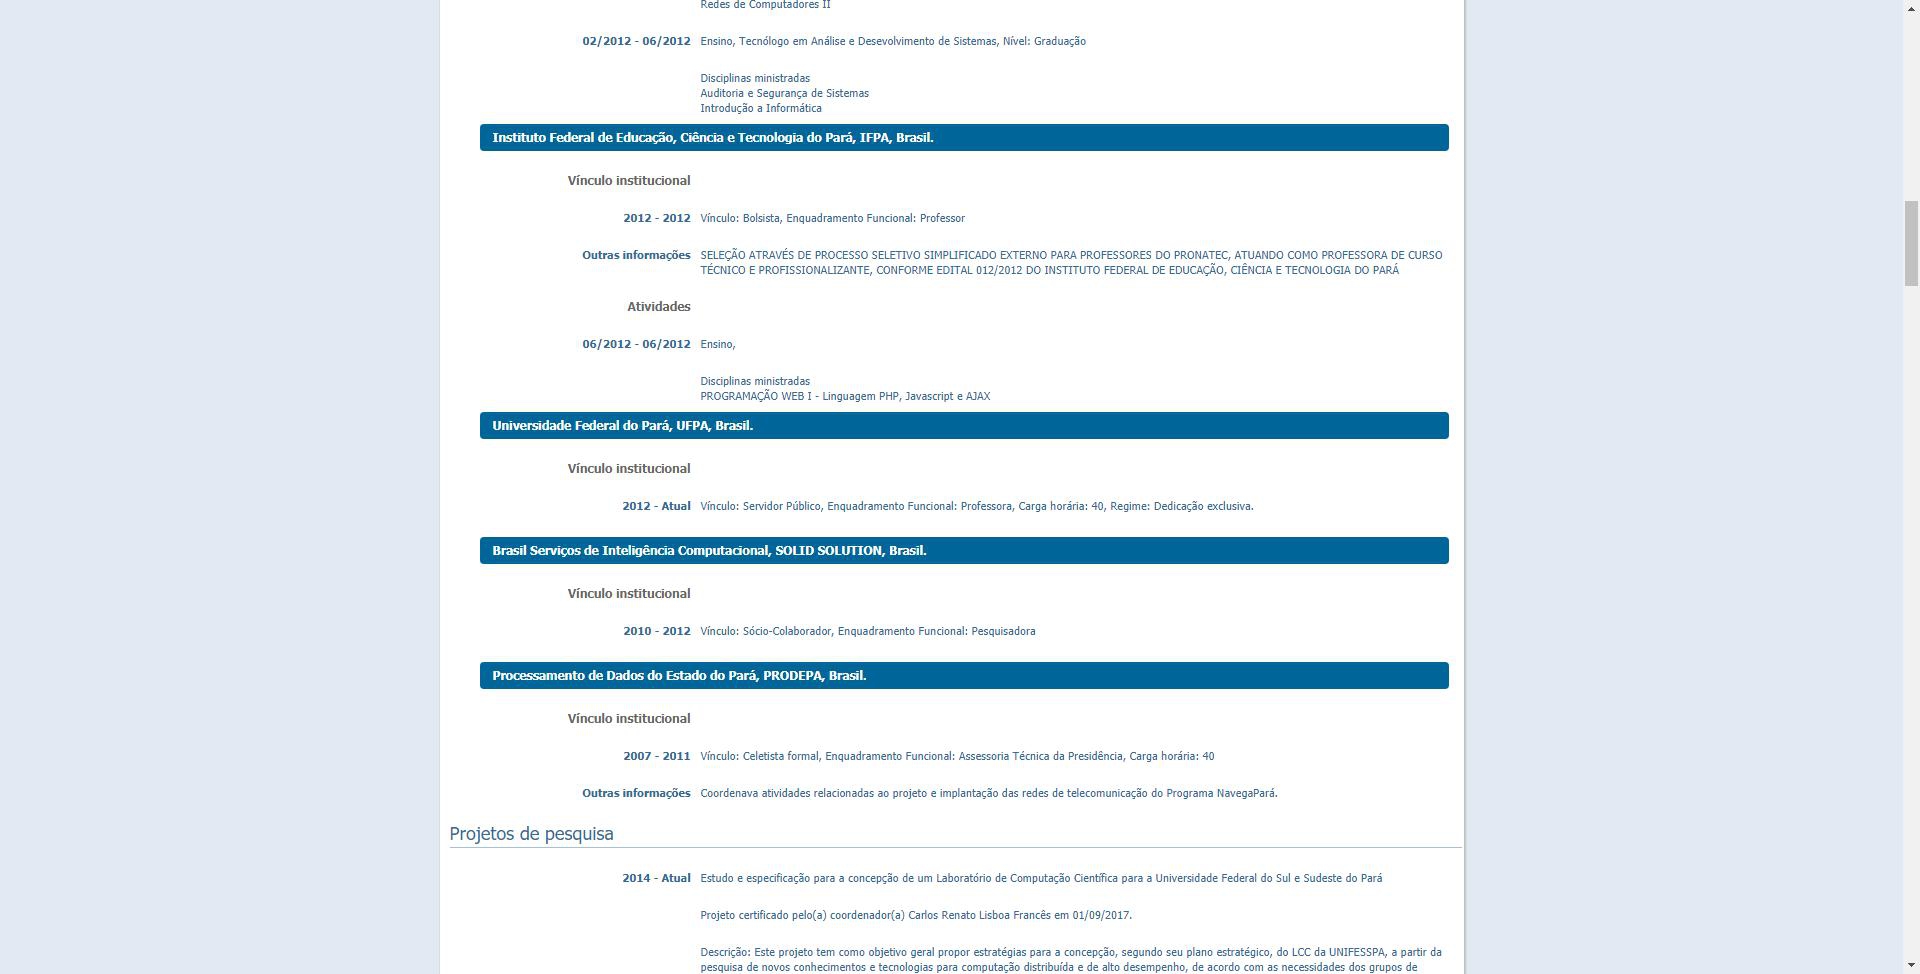 Redes de Computadores II
02/2012 - 06/2012 Ensino, Tecnólogo em Análise e Desevolvimento de Sistemas, Nível: Graduação
Disciplinas ministradas
Auditoria e Segurança de Sistemas
Introdução a Informática
Instituto Federal de Educação, Ciência e Tecnologia do Pará, IFPA, Brasil.
Vínculo institucional
2012 - 2012 Vínculo: Bolsista, Enquadramento Funcional: Professor
Outras informações SELEÇÃO ATRAVÉS DE PROCESSO SELETIVO SIMPLIFICADO EXTERNO PARA PROFESSORES DO PRONATEC, ATUANDO COMO PROFESSORA DE CURSO
TÉCNICO E PROFISSIONALIZANTE, CONFORME EDITAL 012/2012 DO INSTITUTO FEDERAL DE EDUCAÇÃO, CIÊNCIA E TECNOLOGIA DO PARÁ
Atividades
06/2012 - 06/2012 Ensino,
Disciplinas ministradas
PROGRAMAÇÃO WEB I - Linguagem PHP, Javascript e AJAX
Universidade Federal do Pará, UFPA, Brasil.
Vínculo institucional
2012 - Atual Vínculo: Servidor Público, Enquadramento Funcional: Professora, Carga horária: 40, Regime: Dedicação exclusiva.
Brasil Serviços de Inteligência Computacional, SOLID SOLUTION, Brasil.
Vínculo institucional
2010 - 2012 Vínculo: Sócio-Colaborador, Enquadramento Funcional: Pesquisadora
Processamento de Dados do Estado do Pará, PRODEPA, Brasil.
Vínculo institucional
2007 - 2011 Vínculo: Celetista formal, Enquadramento Funcional: Assessoria Técnica da Presidência, Carga horária: 40
Outras informações Coordenava atividades relacionadas ao projeto e implantação das redes de telecomunicação do Programa NavegaPará.
Projetos de pesquisa
2014 - Atual Estudo e especificação para a concepção de um Laboratório de Computação Científica para a Universidade Federal do Sul e Sudeste do Pará
Projeto certificado pelo(a) coordenador(a) Carlos Renato Lisboa Francês em 01/09/2017.
Descrição: Este projeto tem como objetivo geral propor estratégias para a concepção, segundo seu plano estratégico, do LCC da UNIFESSPA, a partir da
pesquisa de novos conhecimentos e tecnologias para computação distribuída e de alto desempenho, de acordo com as necessidades dos grupos de